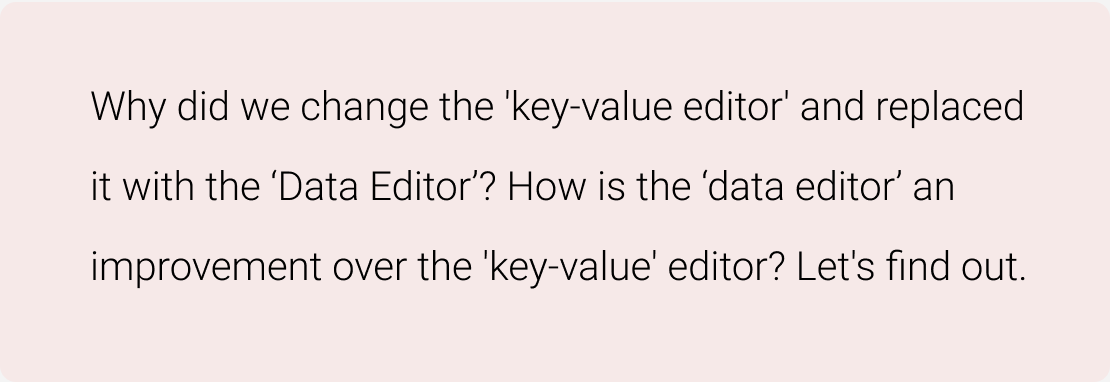 Why did we change the 'key-value editor' and replaced
it with the ‘Data Editor’? How is the ‘data editor’ an
improvement over the 'key-value' editor? Let's find out.